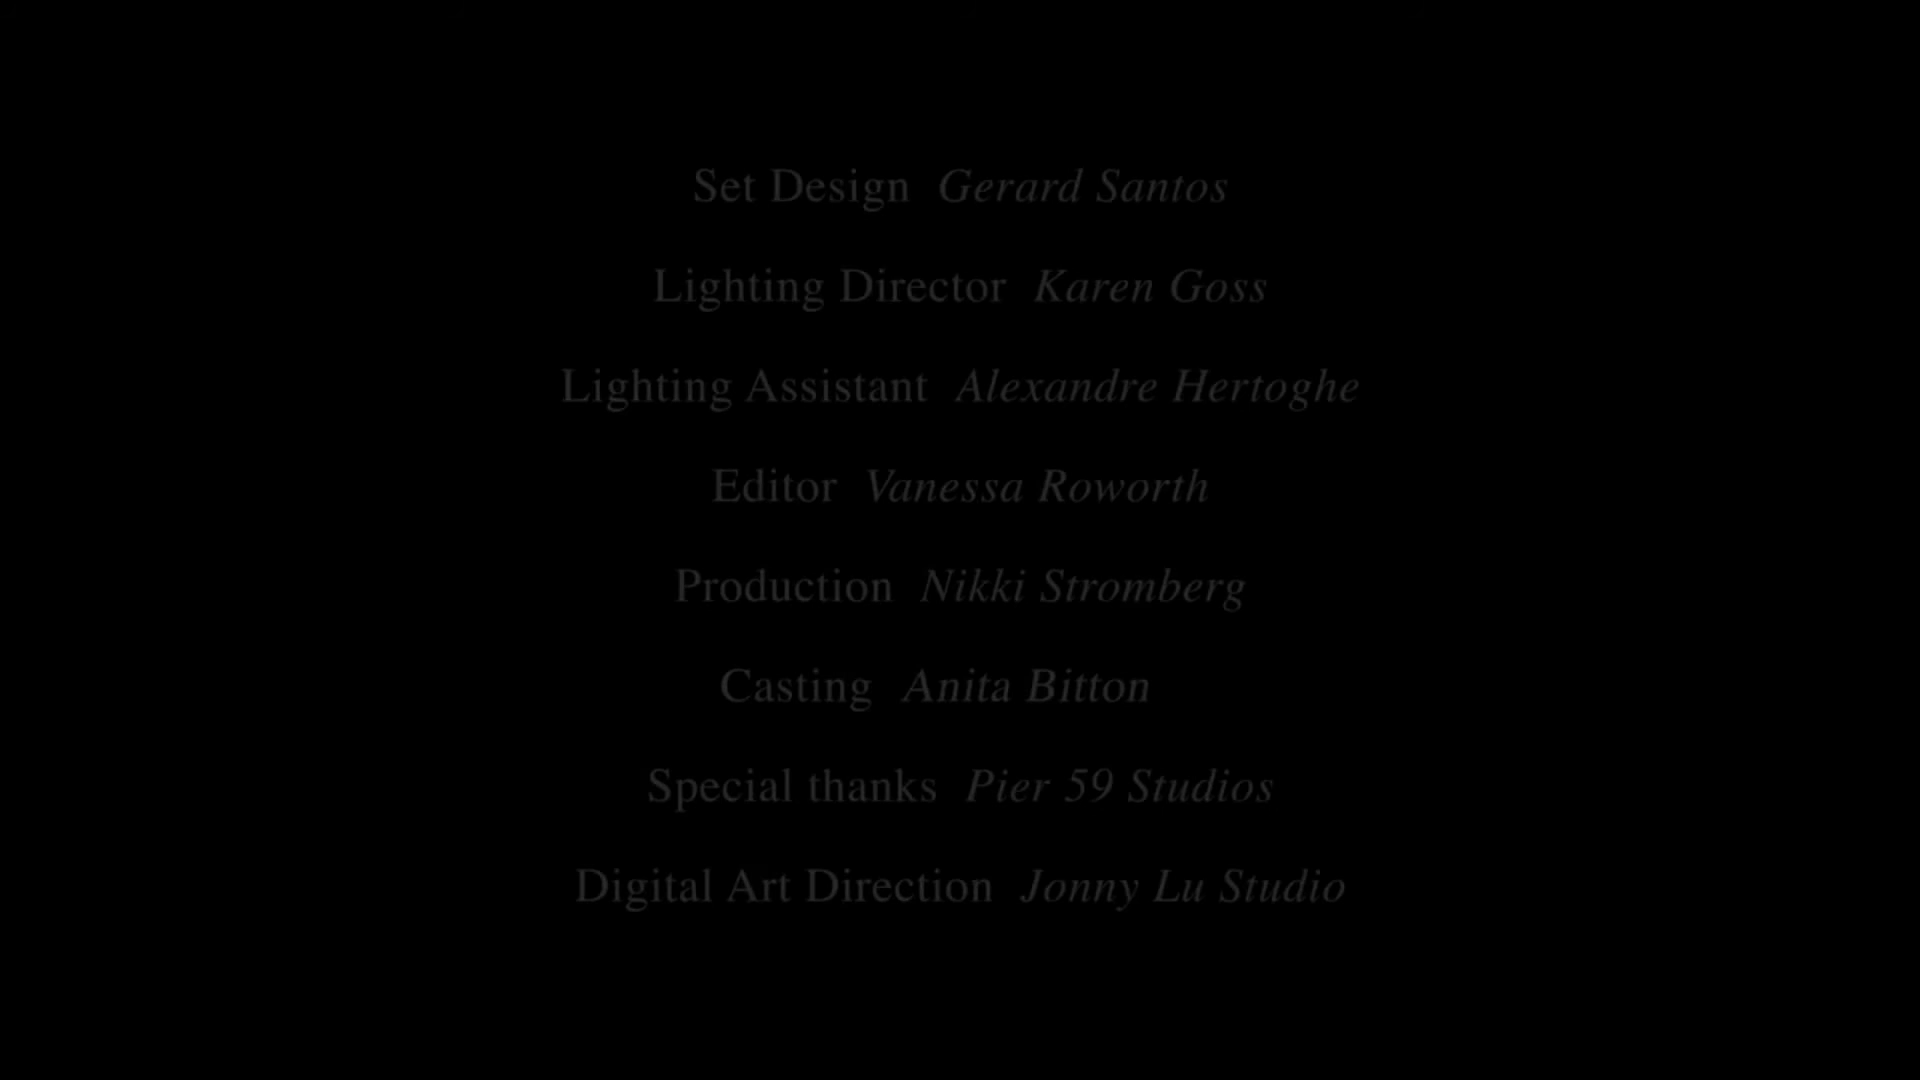 Set Design Gerard Santos
Lighting Director Karen Goss
Lighting Assistant Alexandre Hertoghe
Editor Vanessa Roworth
Production Nikki Stromberg
Casting Anita Bitton
Special thanks Pier 59 Studios
Digital Art Direction Jonny Lu Studio